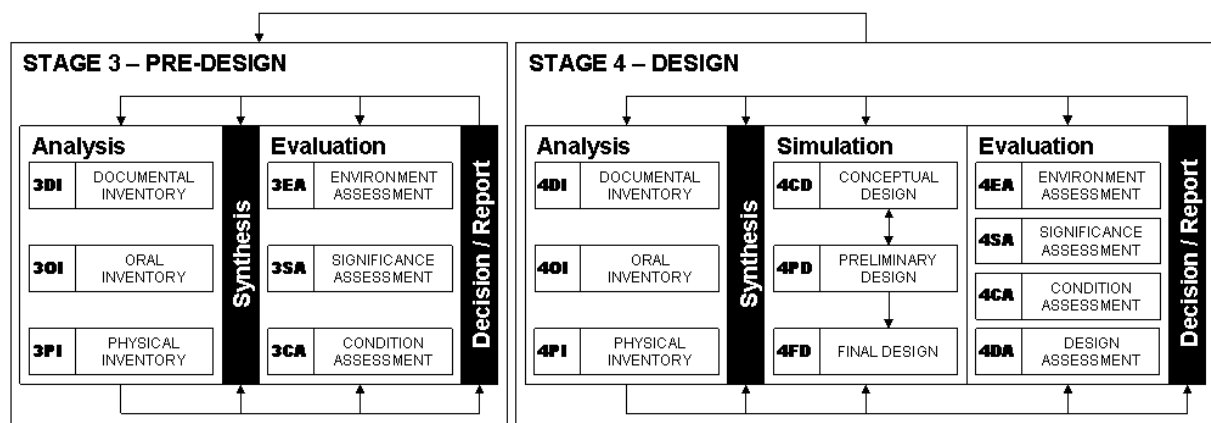 STAGE 3 – PRE-DESIGN
Analysis
3DI
DOCUMENTAL
INVENTORY
3OI
ORAL
INVENTORY
3PI
PHYSICAL
INVENTORY
Synthesis
Evaluation
3EA
ENVIRONMENT
ASSESSMENT
3SA
SIGNIFICANCE
ASSESSMENT
3CA
CONDITION
ASSESSMENT
Decision / Report
STAGE 4 – DESIGN
Analysis
4DI
DOCUMENTAL
INVENTORY
4OI
ORAL
INVENTORY
4PI
PHYSICAL
INVENTORY
Synthesis
Simulation
4CD
CONCEPTUAL
DESIGN
4PD
PRELIMINARY
DESIGN
4FD
FINAL DESIGN
Evaluation
4EA
ENVIRONMENT
ASSESSMENT
4SA
SIGNIFICANCE
ASSESSMENT
4CA
CONDITION
ASSESSMENT
4DA
DESIGN
ASSESSMENT
Decision / Report